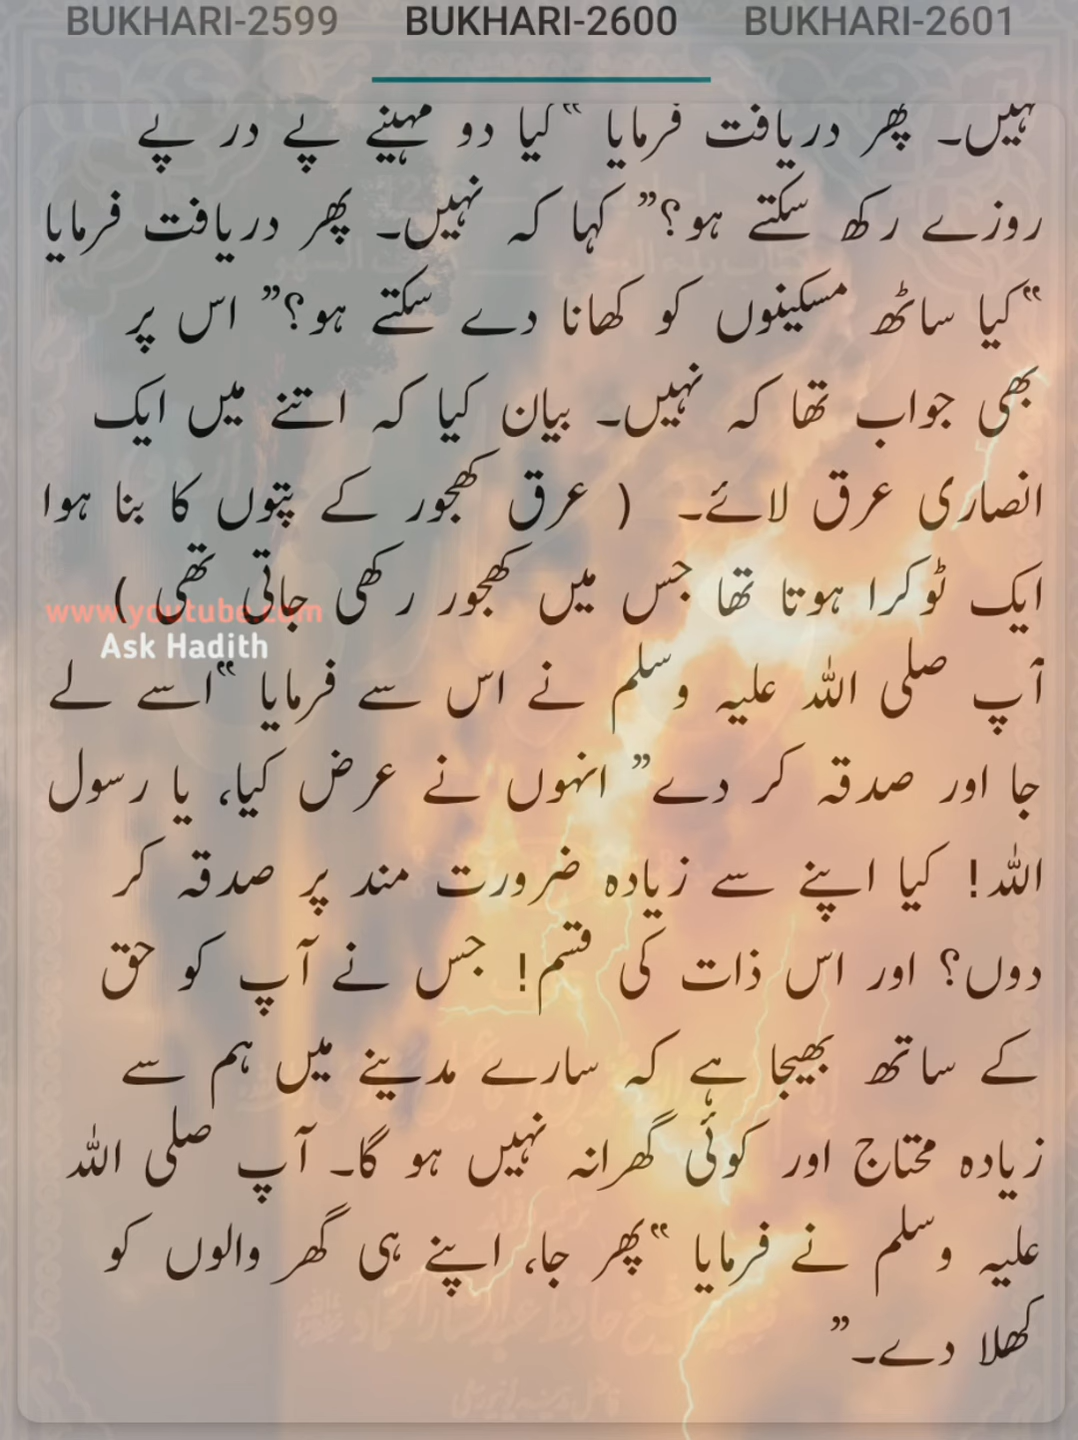 BUKHARI-2599 BUKHARI-2600 BUKHARI-2601
نہیں۔ پھر دریافت فرمایا ”کیا دو مہینے پے در پے
روزے رکھ سکتے ہو؟” کہا کہ نہیں۔ پھر دریافت فرمایا
“کیا ساٹھ مسکینوں کو کھانا دے سکتے ہو؟” اس پر
بھی جواب تھا کہ نہیں۔ بیان کیا کہ اتنے میں ایک
انصاری عرق لائے۔ ( عرق کھجور کے پتوں کا بنا ہوا
ایک ٹوکرا ہوتا تھا جس میں کھجور رکھی جاتی تھی )
www.youtube.com
Ask Hadith
آپ صلی اللہ علیہ وسلم نے اس سے فرمایا “اسے لے
جا اور صدقہ کر دے” انہوں نے عرض کیا، یا رسول
اللہ! کیا اپنے سے زیادہ ضرورت مند پر صدقہ کر
دوں؟ اور اس ذات کی قسم! جس نے آپ کو حق
کے ساتھ بھیجا ہے کہ سارے مدینے میں ہم سے
زیادہ محتاج اور کوئی گھرانہ نہیں ہو گا۔ آپ صلی اللہ
علیہ وسلم نے فرمایا “پھر جا، اپنے ہی گھر والوں کو
کھلا دے۔”